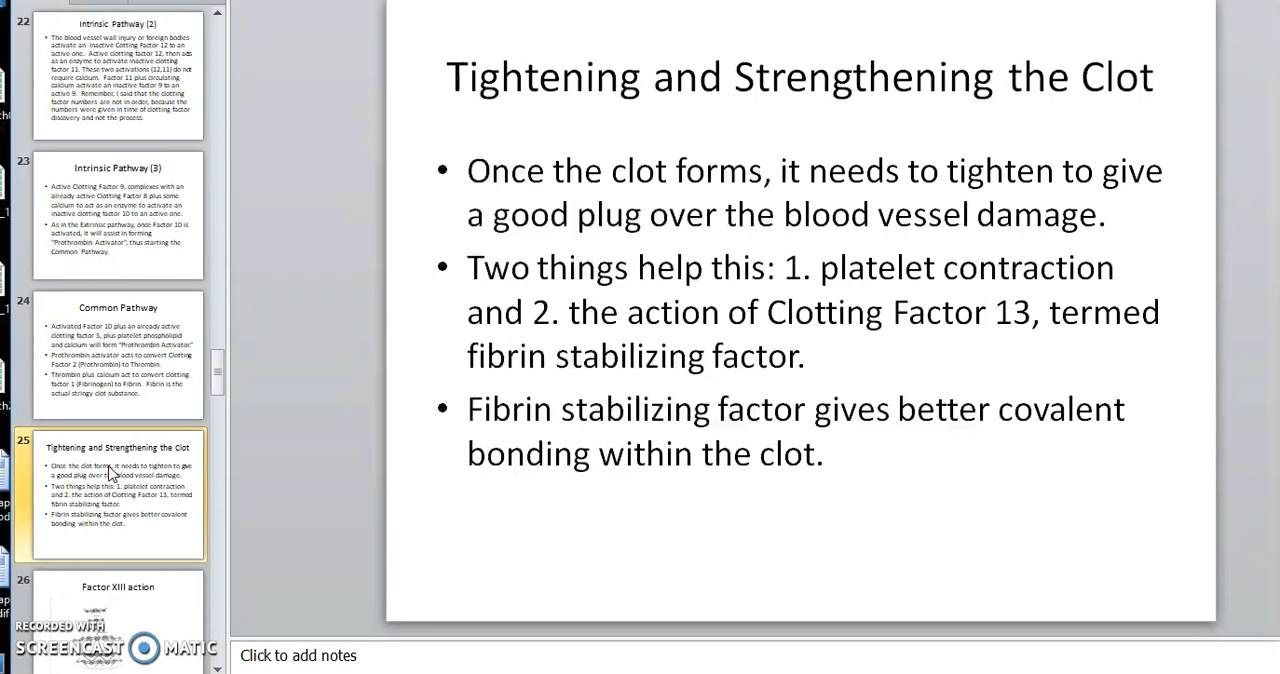 22
Intrinsic Pathway (2)
• The blood vessel wall injury or foreign bodies
activate an inactive Cotting Factor 12 to an
active one. Active clotting factor 12, then acts
as an enzyme to activate inactive clotting
factor 11. These two activations (12,11) do not
require calcium. Factor 11 plus circulating
calcium activate an inactive factor 9 to an
active 9. Remember, I said that the clotting
factor numbers are not in order, because the
numbers were given in time of clotting factor
discovery and not the process.
23
Intrinsic Pathway (3)
• Active Clotting Factor 9, complexes with an
already active Clotting Factor 8 plus some
calcium to act as an enzyme to activate an
inactive clotting factor 10 to an active one.
• As in the Extrinsic pathway, once Factor 10 is
activated, it will assist in forming
"Prothrombin Activator", thus starting the
Common Pathway.
24
Common Pathway
• Activated Factor 10 plus an already active
clotting factor 5, plus platelet phospholipid
and calcium will form "Prothrombin Activator."
• Prothrombin activator acts to convert Clotting
Factor 2 (Prothrombin) to Thrombin.
• Thrombin plus calcium act to convert clotting
factor 1 (Fibrinogen) to Fibrin. Fibrin is the
actual stringy clot substance.
25
Tightening and Strengthening the Clot
• Once the clot forms, it needs to tighten to give
a good plug over blood vessel damage.
• Two things help this: 1. platelet contraction
and 2. the action of Clotting Factor 13, termed
fibrin stabilizing factor.
• Fibrin stabilizing factor gives better covalent
bonding within the clot.
26
Factor XIII action
RECORDED WITH
SCREENCAST MATIC
Tightening and Strengthening the Clot
• Once the clot forms, it needs to tighten to give
a good plug over the blood vessel damage.
• Two things help this: 1. platelet contraction
and 2. the action of Clotting Factor 13, termed
fibrin stabilizing factor.
• Fibrin stabilizing factor gives better covalent
bonding within the clot.
Click to add notes